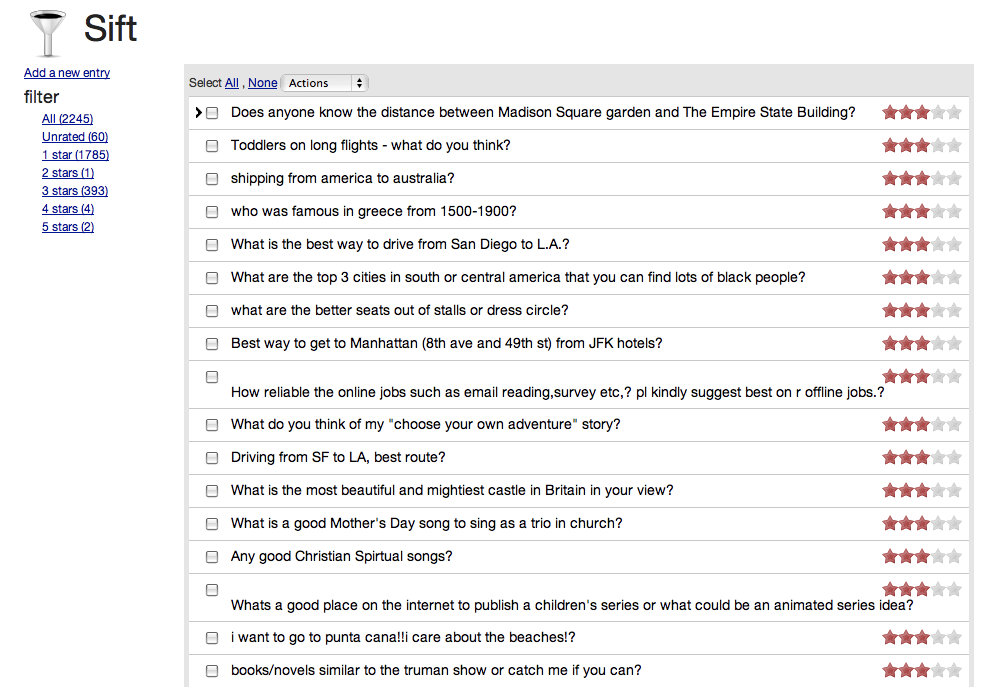 Sift
Add a new entry
filter
All (2245)
Unrated (60)
1 star (1785)
2 stars (1)
3 stars (393)
4 stars (4)
5 stars (2)
Select All , None Actions
Does anyone know the distance between Madison Square garden and The Empire State Building?
Toddlers on long flights - what do you think?
shipping from america to australia?
who was famous in greece from 1500-1900?
What is the best way to drive from San Diego to L.A.?
What are the top 3 cities in south or central america that you can find lots of black people?
what are the better seats out of stalls or dress circle?
Best way to get to Manhattan (8th ave and 49th st) from JFK hotels?
How reliable the online jobs such as email reading,survey etc,? pl kindly suggest best on r offline jobs.?
What do you think of my "choose your own adventure" story?
Driving from SF to LA, best route?
What is the most beautiful and mightiest castle in Britain in your view?
What is a good Mother's Day song to sing as a trio in church?
Any good Christian Spirtual songs?
Whats a good place on the internet to publish a children's series or what could be an animated series idea?
i want to go to punta cana!!i care about the beaches!?
books/novels similar to the truman show or catch me if you can?